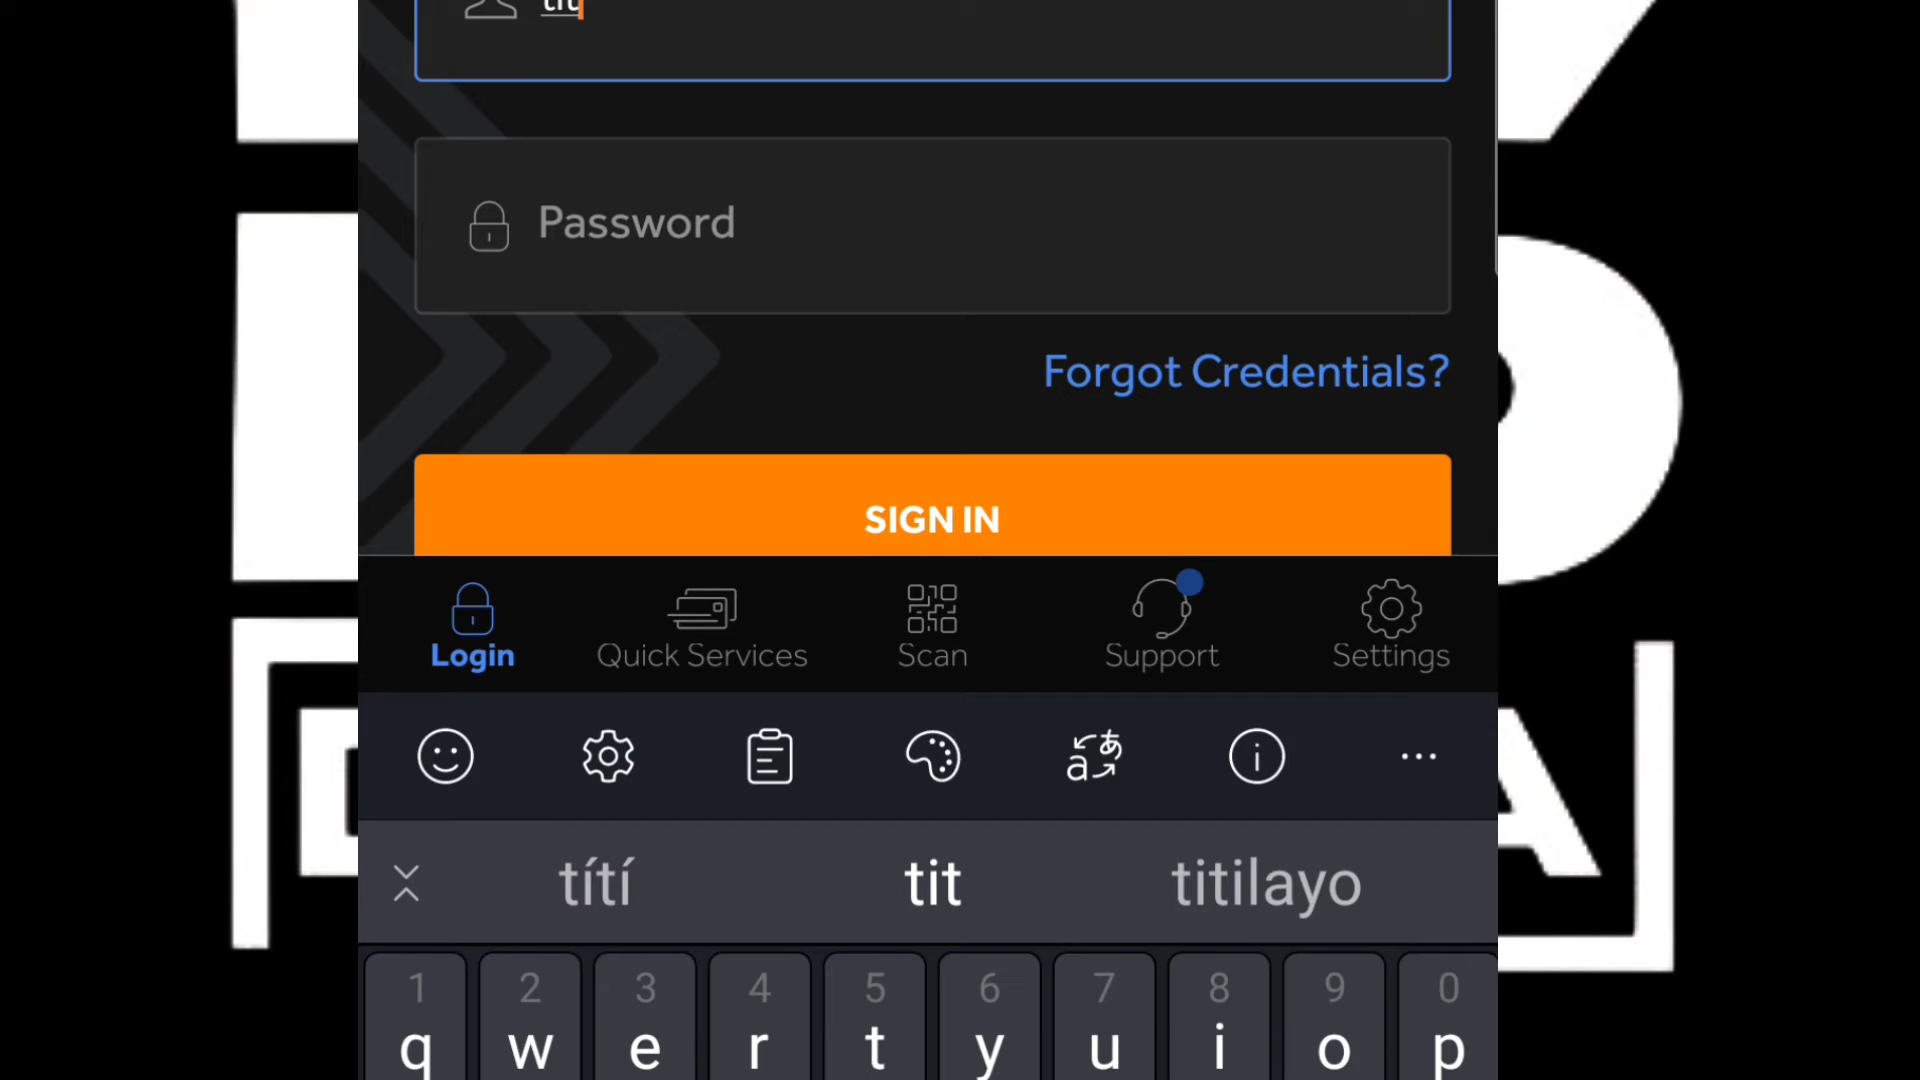 tit
Password
Forgot Credentials?
SIGN IN
Login Quick Services Scan Support Settings
títí tit titilayo
1 2 3 4 5 6 7 8 9 0
q w e r t y u i o p